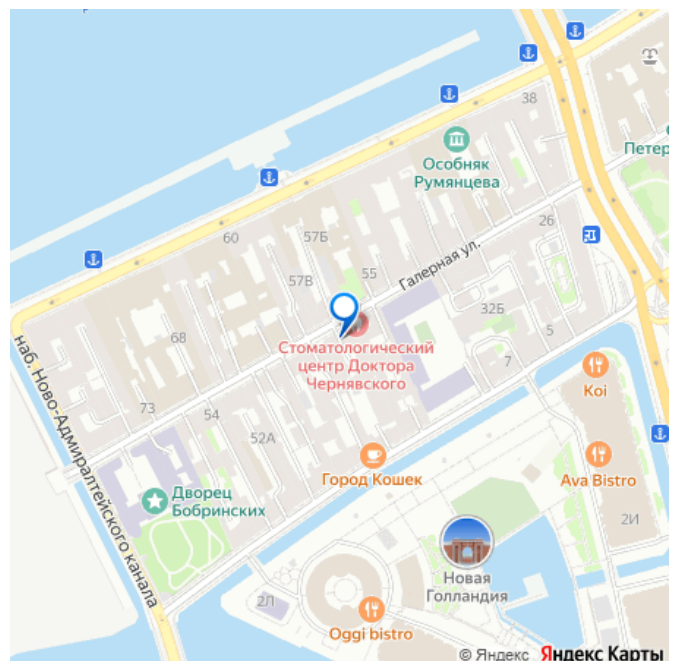 38
Особняк
Румянцева
Петер
26
60
57Б
57В
55
Галерная ул.
32Б
5
7
68
Стоматологический
центр Доктора
Чернявского
Koi
наб. Ново-Адмиралтейского канала
73
54
52А
Город Кошек
Ava Bistro
Дворец
Бобринских
2И
Новая
Голландия
2Л
Oggi bistro
© Яндекс Яндекс Карты